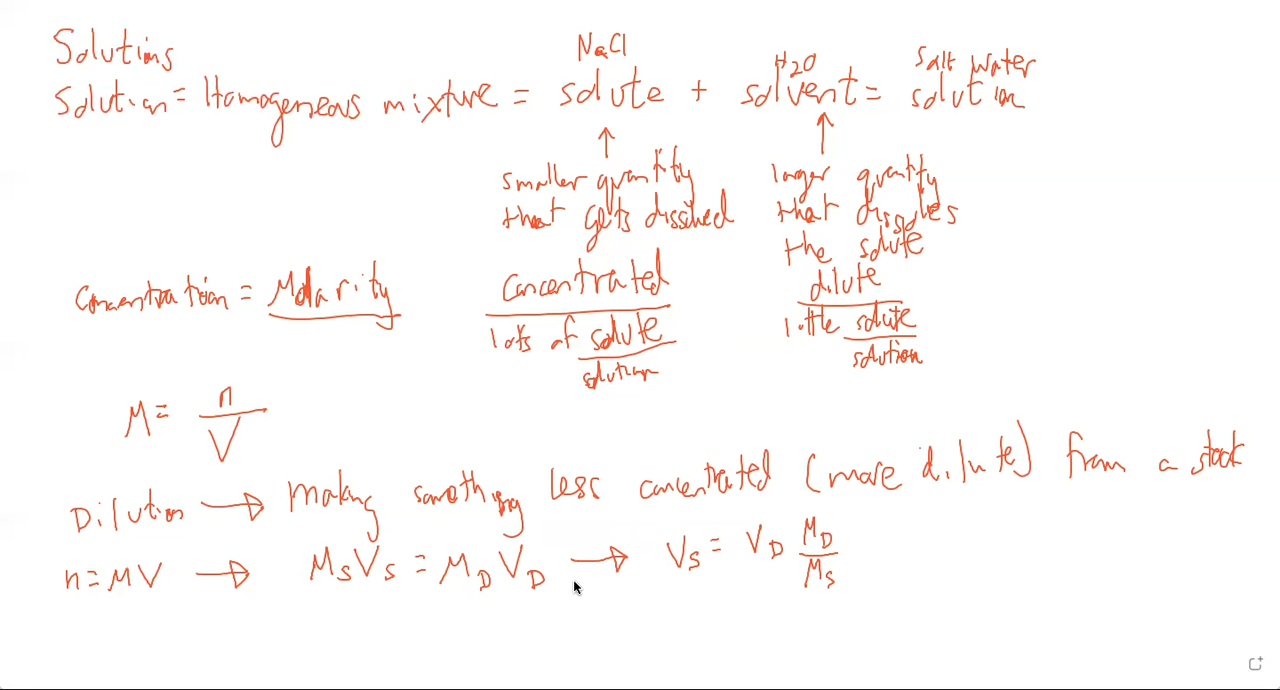 Solutions
NaCl H2O Salt water
Solution = Homogeneous mixture = solute + solvent = solution
↑ ↑
smaller quantity larger quantity
that gets dissolved that dissolves
the solute
Concentration = Molarity Concentrated dilute
lots of solute little solute
solution solution
M = n
V
Dilution → Making something less concentrated (more dilute) from a stock
n = MV → MsVs = MDVD → Vs = VD MD
Ms